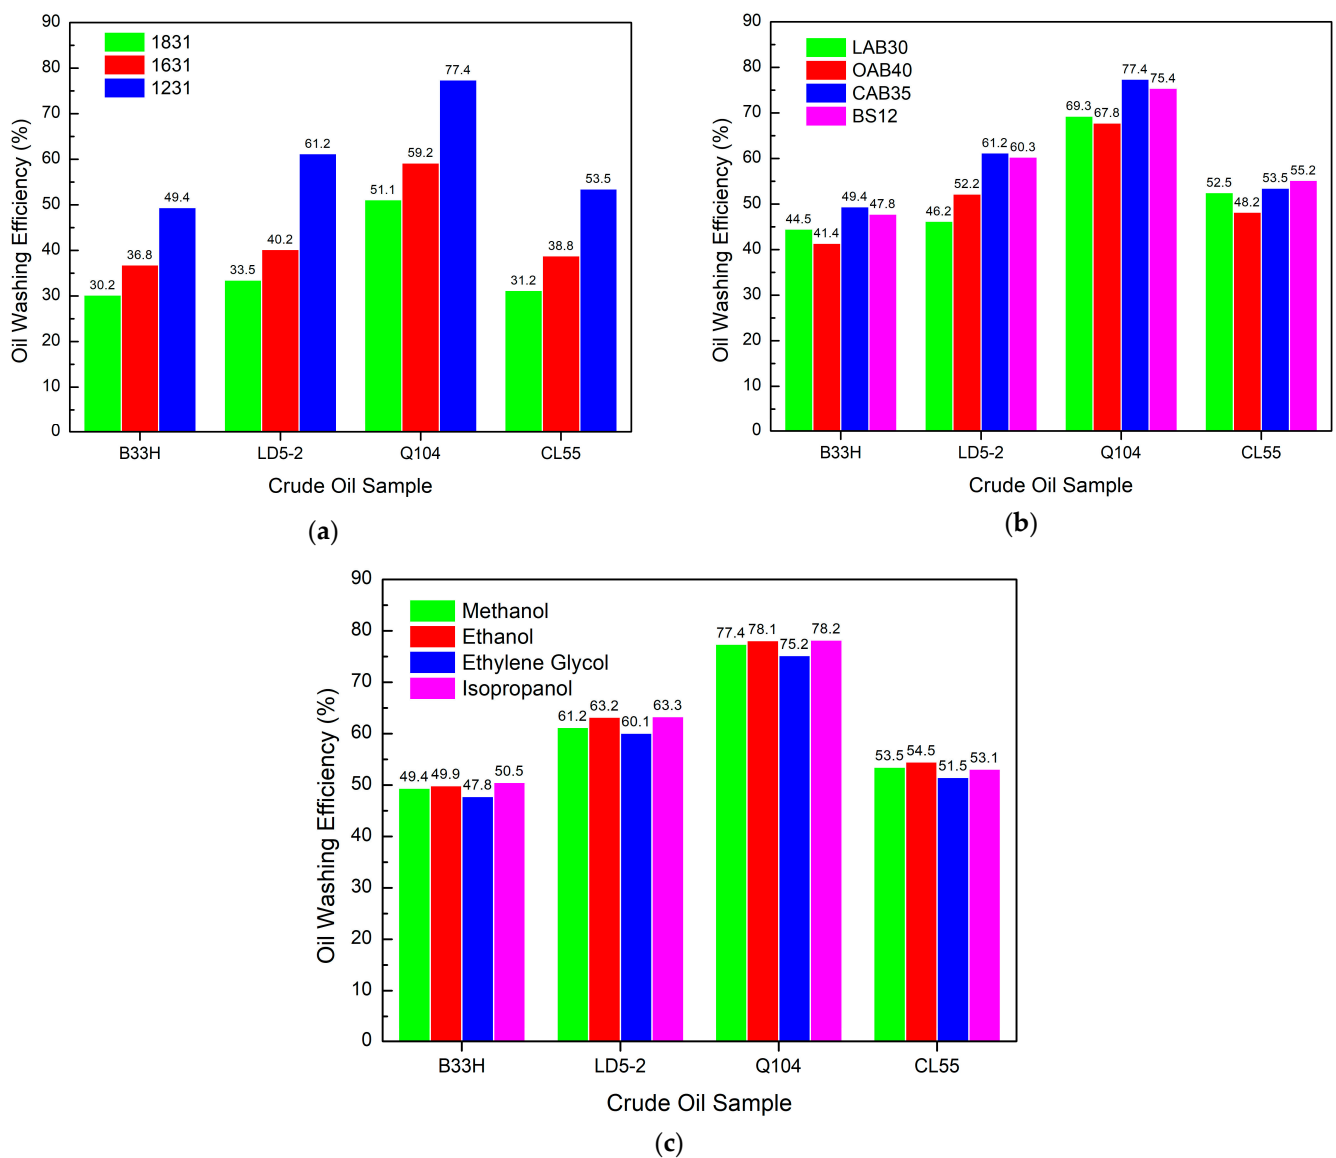 90
80
70
60
50
40
30
20
10
0
Oil Washing Efficiency (%)
1831
1631
1231
30.2
36.8
49.4
33.5
40.2
61.2
51.1
59.2
77.4
31.2
38.8
53.5
B33H
LD5-2
Q104
CL55
Crude Oil Sample
(a)
90
80
70
60
50
40
30
20
10
0
Oil Washing Efficiency (%)
LAB30
OAB40
CAB35
BS12
44.5
41.4
49.4
47.8
46.2
52.2
61.2
60.3
69.3
67.8
77.4
75.4
52.5
48.2
53.5
55.2
B33H
LD5-2
Q104
CL55
Crude Oil Sample
(b)
90
80
70
60
50
40
30
20
10
0
Oil Washing Efficiency (%)
Methanol
Ethanol
Ethylene Glycol
Isopropanol
49.4
49.9
47.8
50.5
61.2
63.2
60.1
63.3
77.4
78.1
75.2
78.2
53.5
54.5
51.5
53.1
B33H
LD5-2
Q104
CL55
Crude Oil Sample
(c)